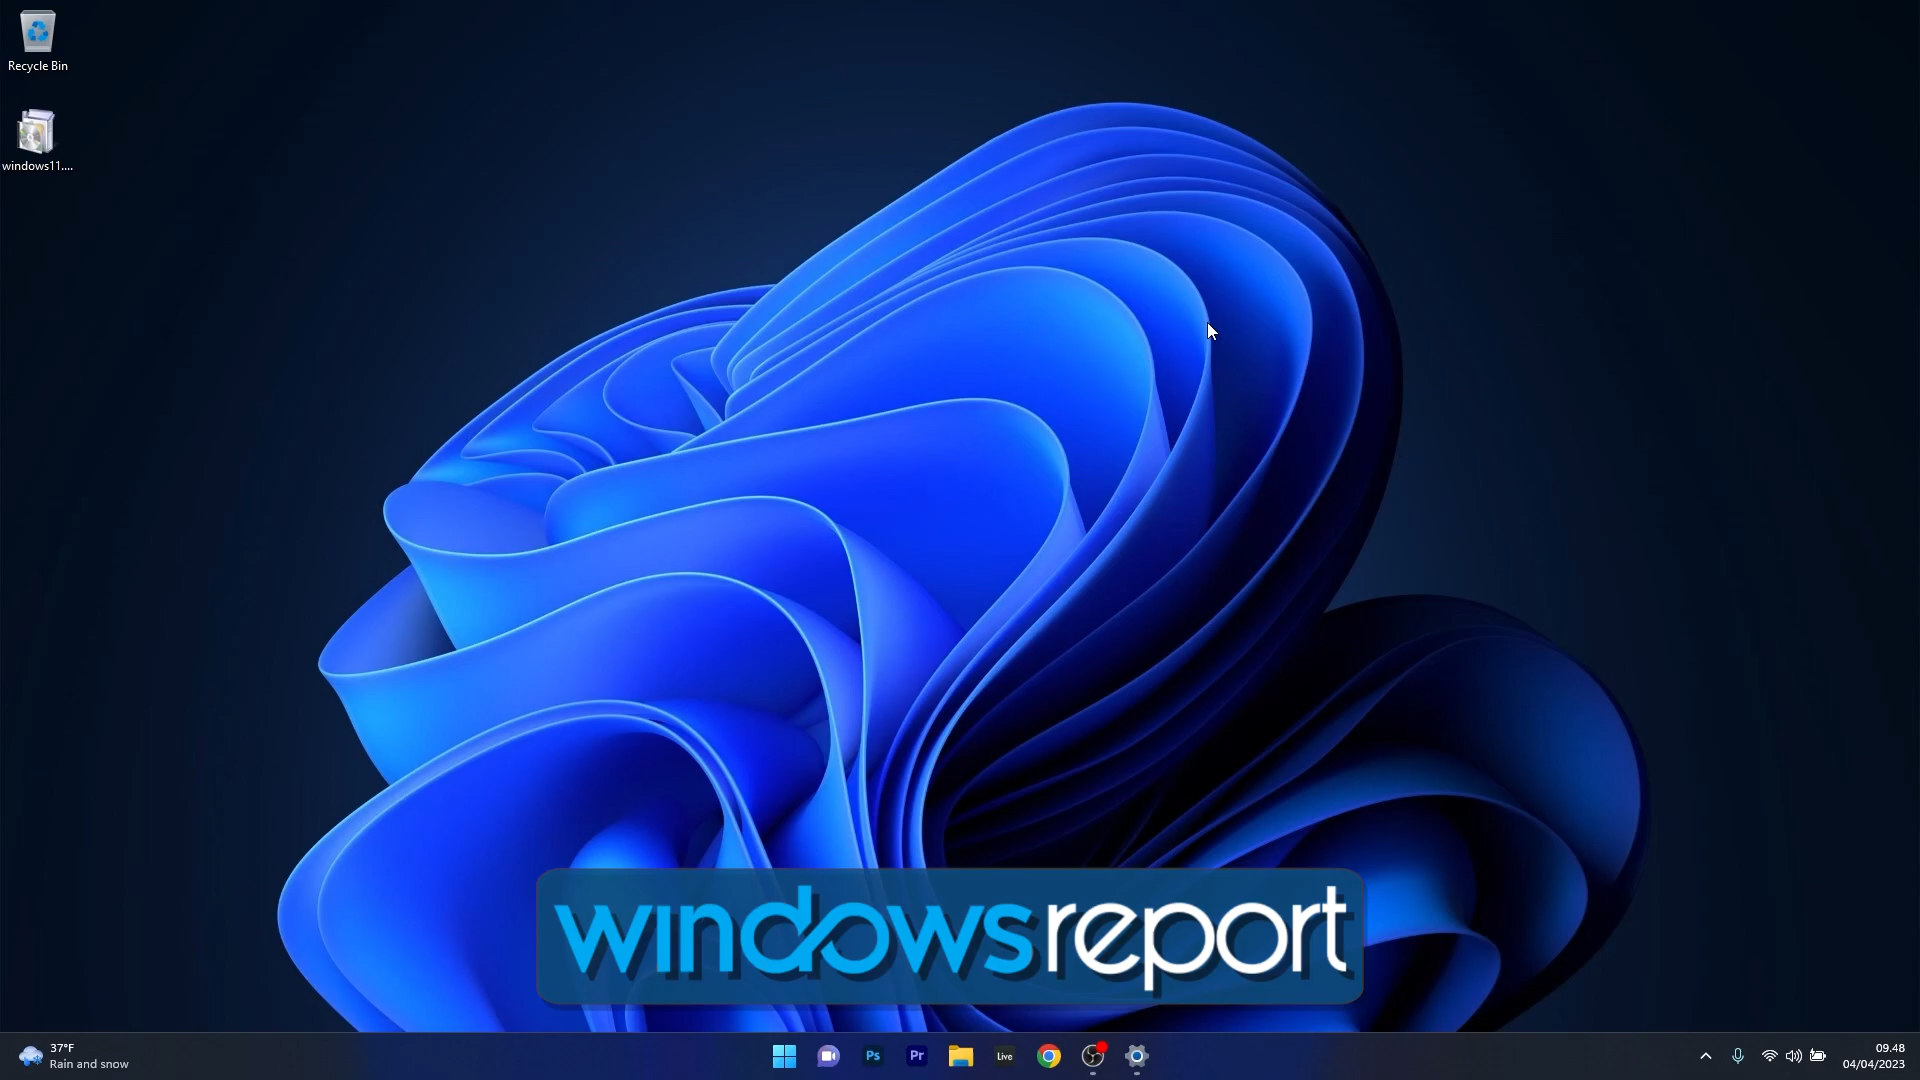 Recycle Bin
windows11....
windowsreport
37°F
Rain and snow
Ps
Pr
Live
09.48
04/04/2023